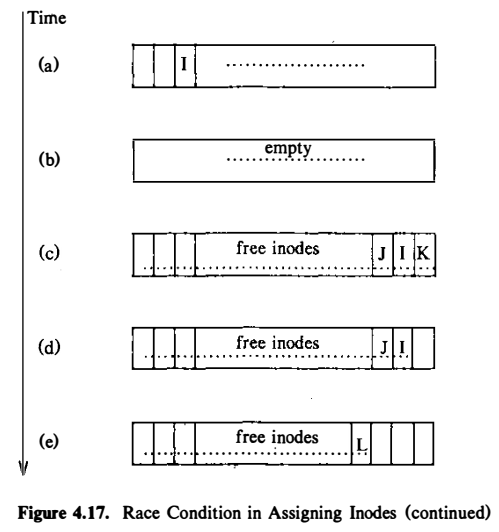 Time
(a) I
(b) empty
(c) free inodes J I K
(d) free inodes J I
(e) free inodes L
Figure 4.17. Race Condition in Assigning Inodes (continued)